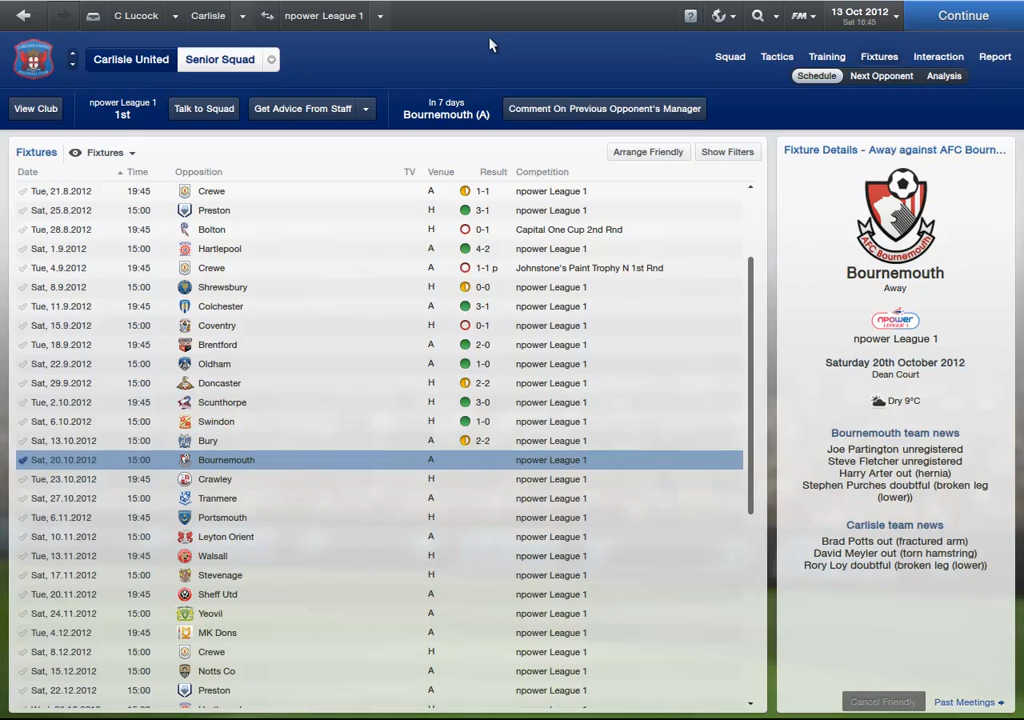 C Lucock Carlisle npower League 1 ? FM 13 Oct 2012 Sat 16:45 Continue
Carlisle United Senior Squad Squad Tactics Training Fixtures Interaction Report
Schedule Next Opponent Analysis
View Club npower League 1 1st Talk to Squad Get Advice From Staff In 7 days Bournemouth (A) Comment On Previous Opponent's Manager
Fixtures Fixtures Arrange Friendly Show Filters
Date Time Opposition TV Venue Result Competition
Tue, 21.8.2012 19:45 Crewe A 1-1 npower League 1
Sat, 25.8.2012 15:00 Preston H 3-1 npower League 1
Tue, 28.8.2012 19:45 Bolton H 0-1 Capital One Cup 2nd Rnd
Sat, 1.9.2012 15:00 Hartlepool A 4-2 npower League 1
Tue, 4.9.2012 19:45 Crewe A 1-1 p Johnstone's Paint Trophy N 1st Rnd
Sat, 8.9.2012 15:00 Shrewsbury H 0-0 npower League 1
Tue, 11.9.2012 19:45 Colchester A 3-1 npower League 1
Sat, 15.9.2012 15:00 Coventry H 0-1 npower League 1
Tue, 18.9.2012 19:45 Brentford A 2-0 npower League 1
Sat, 22.9.2012 15:00 Oldham A 1-0 npower League 1
Sat, 29.9.2012 15:00 Doncaster H 2-2 npower League 1
Tue, 2.10.2012 19:45 Scunthorpe H 3-0 npower League 1
Sat, 6.10.2012 15:00 Swindon H 1-0 npower League 1
Sat, 13.10.2012 15:00 Bury A 2-2 npower League 1
Sat, 20.10.2012 15:00 Bournemouth A npower League 1
Tue, 23.10.2012 19:45 Crawley H npower League 1
Sat, 27.10.2012 15:00 Tranmere A npower League 1
Tue, 6.11.2012 19:45 Portsmouth H npower League 1
Sat, 10.11.2012 15:00 Leyton Orient A npower League 1
Tue, 13.11.2012 19:45 Walsall H npower League 1
Sat, 17.11.2012 15:00 Stevenage H npower League 1
Tue, 20.11.2012 19:45 Sheff Utd A npower League 1
Sat, 24.11.2012 15:00 Yeovil A npower League 1
Tue, 4.12.2012 19:45 MK Dons A npower League 1
Sat, 8.12.2012 15:00 Crewe H npower League 1
Sat, 15.12.2012 15:00 Notts Co A npower League 1
Sat, 22.12.2012 15:00 Preston A npower League 1
Fixture Details - Away against AFC Bourn...
AFC Bournemouth
Bournemouth
Away
npower
LEAGUE 1
npower League 1
Saturday 20th October 2012
Dean Court
Dry 9°C
Bournemouth team news
Joe Partington unregistered
Steve Fletcher unregistered
Harry Arter out (hernia)
Stephen Purches doubtful (broken leg
(lower))
Carlisle team news
Brad Potts out (fractured arm)
David Meyler out (torn hamstring)
Rory Loy doubtful (broken leg (lower))
Cancel Friendly Past Meetings